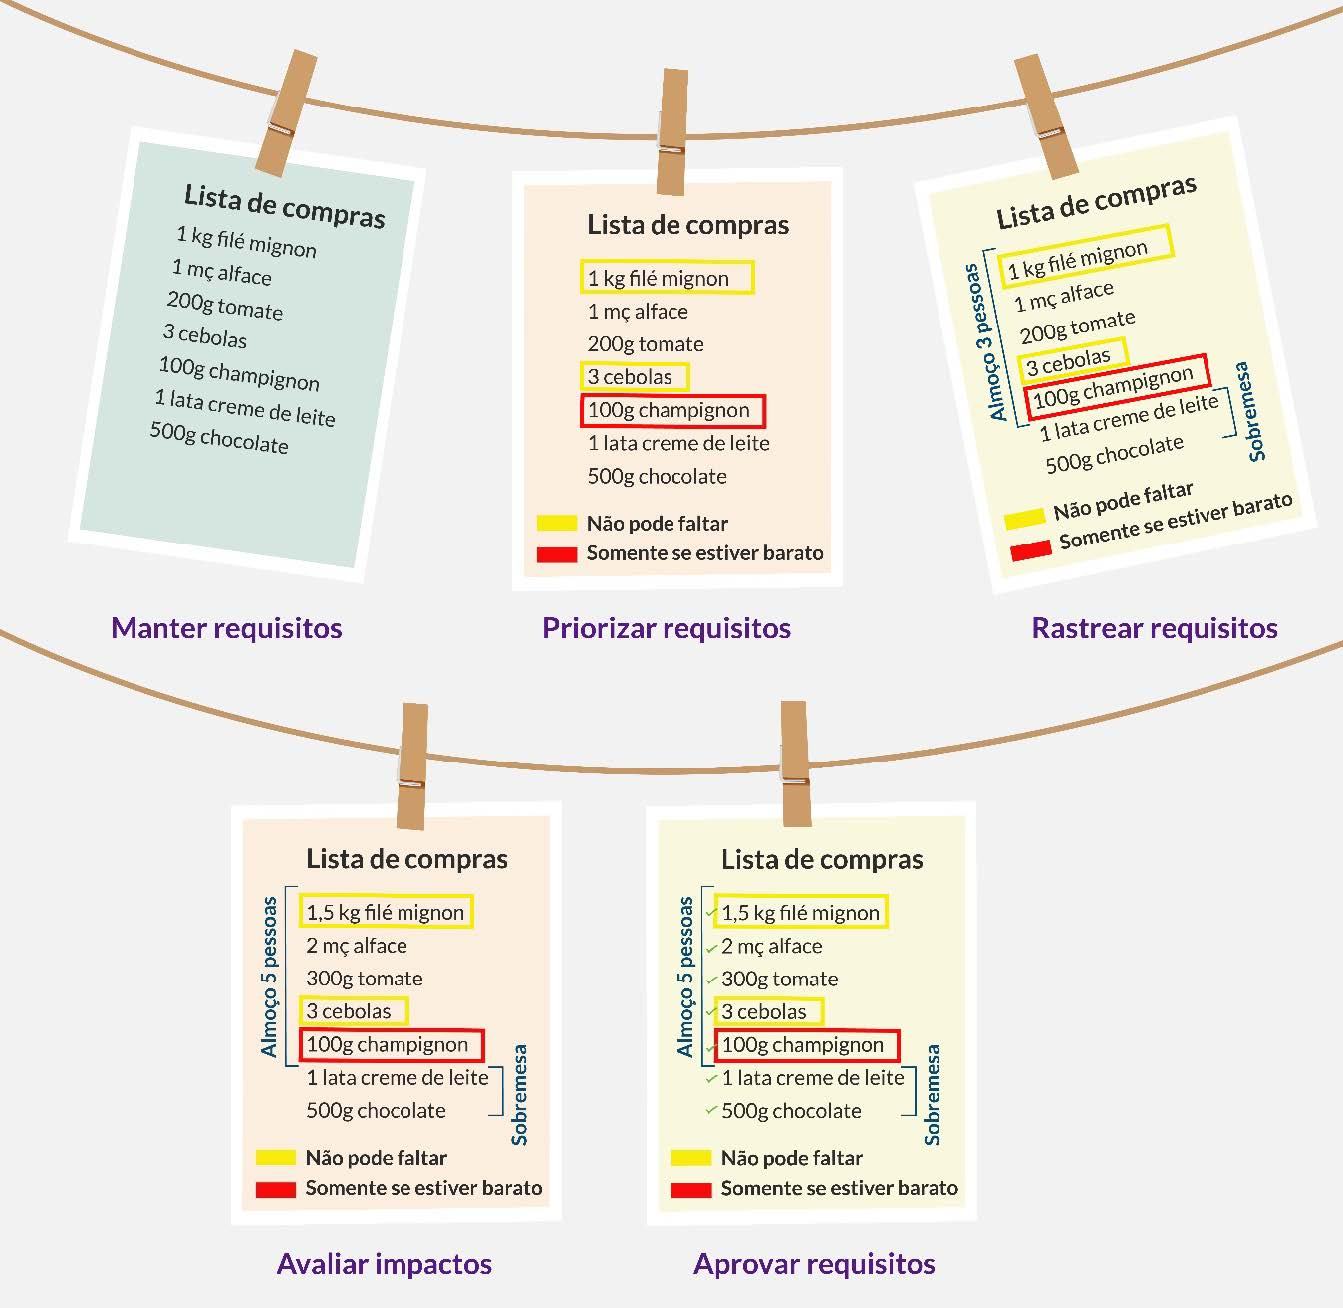 Lista de compras
1 kg filé mignon
1 mç alface
200g tomate
3 cebolas
100g champignon
1 lata creme de leite
500g chocolate
Manter requisitos
Lista de compras
1 kg filé mignon
1 mç alface
200g tomate
3 cebolas
100g champignon
1 lata creme de leite
500g chocolate
Não pode faltar
Somente se estiver barato
Priorizar requisitos
Lista de compras
Almoço 3 pessoas
1 kg filé mignon
1 mç alface
200g tomate
3 cebolas
100g champignon
1 lata creme de leite
500g chocolate
Sobremesa
Não pode faltar
Somente se estiver barato
Rastrear requisitos
Lista de compras
Almoço 5 pessoas
1,5 kg filé mignon
2 mç alface
300g tomate
3 cebolas
100g champignon
1 lata creme de leite
500g chocolate
Sobremesa
Não pode faltar
Somente se estiver barato
Avaliar impactos
Lista de compras
Almoço 5 pessoas
1,5 kg filé mignon
2 mç alface
300g tomate
3 cebolas
100g champignon
1 lata creme de leite
500g chocolate
Sobremesa
Não pode faltar
Somente se estiver barato
Aprovar requisitos